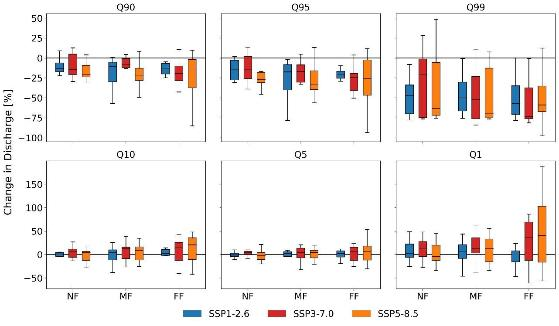 Q90 Q95 Q99
50
25
0
−25
−50
−75
−100
Change in Discharge [%]
Q10 Q5 Q1
150
100
50
0
−50
NF MF FF NF MF FF NF MF FF
SSP1-2.6 SSP3-7.0 SSP5-8.5